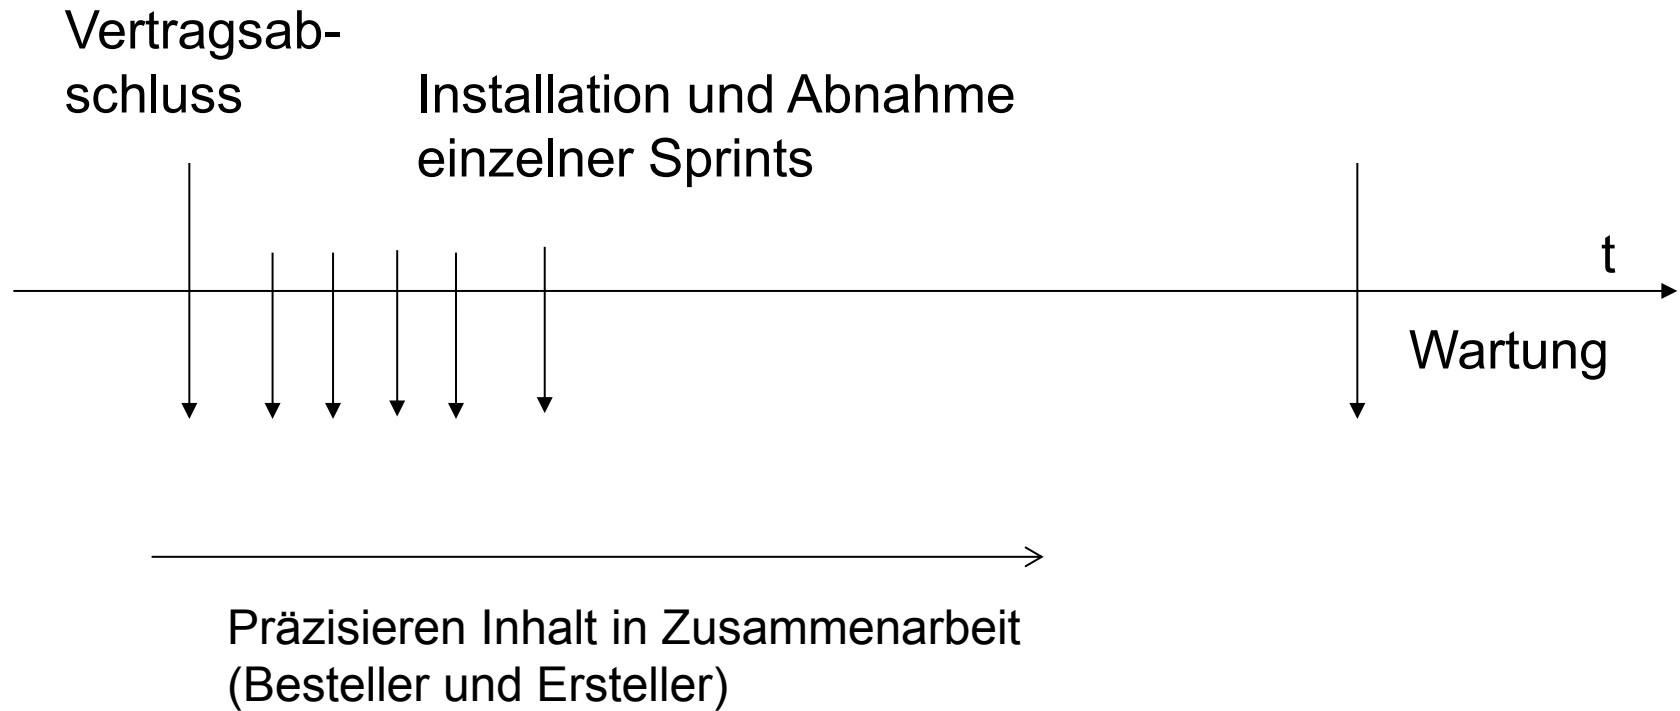 Vertragsab-
schluss
Installation und Abnahme
einzelner Sprints
t
Wartung
Präzisieren Inhalt in Zusammenarbeit
(Besteller und Ersteller)